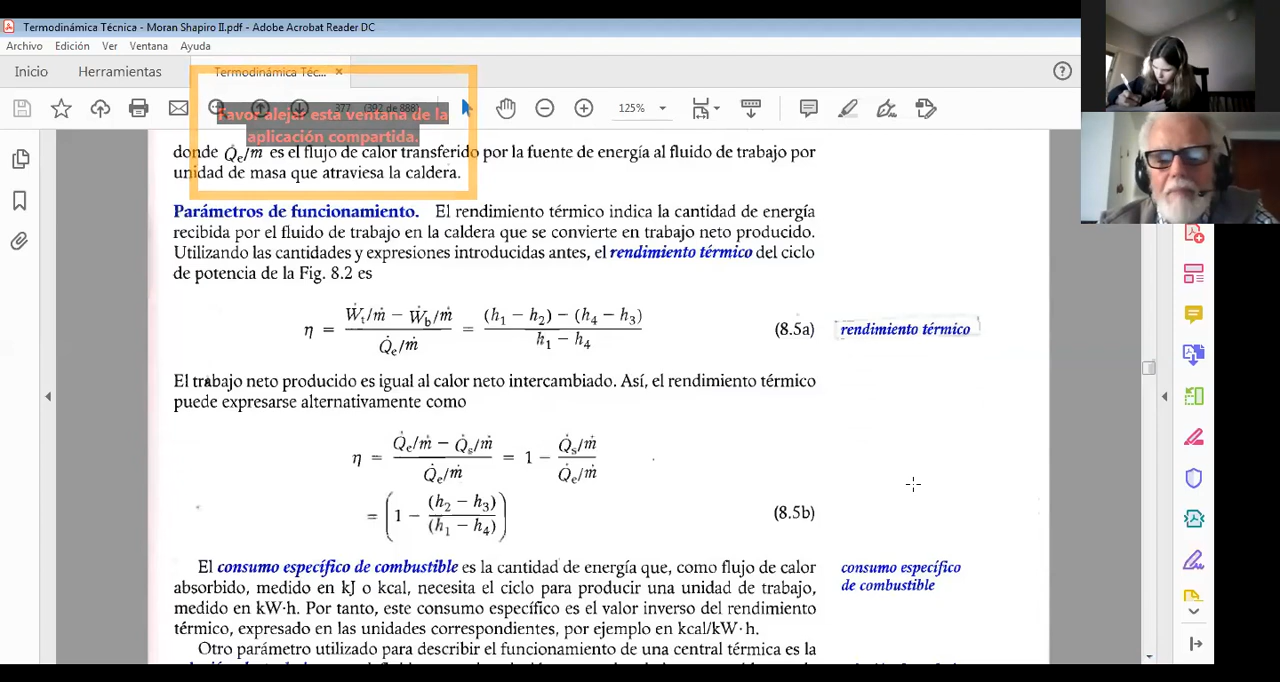 Termodinámica Técnica - Moran Shapiro II.pdf - Adobe Acrobat Reader DC
Archivo Edición Ver Ventana Ayuda
Inicio Herramientas Termodinámica Téc... ×
377 (392 de 888) 125%
Favor alejar esta ventana de la
aplicación compartida.
donde Q̇e/ṁ es el flujo de calor transferido por la fuente de energía al fluido de trabajo por
unidad de masa que atraviesa la caldera.
Parámetros de funcionamiento. El rendimiento térmico indica la cantidad de energía
recibida por el fluido de trabajo en la caldera que se convierte en trabajo neto producido.
Utilizando las cantidades y expresiones introducidas antes, el rendimiento térmico del ciclo
de potencia de la Fig. 8.2 es
η = (Ẇt/ṁ − Ẇb/ṁ) / (Q̇e/ṁ) = ((h1 − h2) − (h4 − h3)) / (h1 − h4) (8.5a) rendimiento térmico
El trabajo neto producido es igual al calor neto intercambiado. Así, el rendimiento térmico
puede expresarse alternativamente como
η = (Q̇e/ṁ − Q̇s/ṁ) / (Q̇e/ṁ) = 1 − (Q̇s/ṁ) / (Q̇e/ṁ)
= (1 − (h2 − h3) / (h1 − h4)) (8.5b)
El consumo específico de combustible es la cantidad de energía que, como flujo de calor
absorbido, medido en kJ o kcal, necesita el ciclo para producir una unidad de trabajo,
medido en kW·h. Por tanto, este consumo específico es el valor inverso del rendimiento
térmico, expresado en las unidades correspondientes, por ejemplo en kcal/kW·h.
consumo específico
de combustible
Otro parámetro utilizado para describir el funcionamiento de una central térmica es la